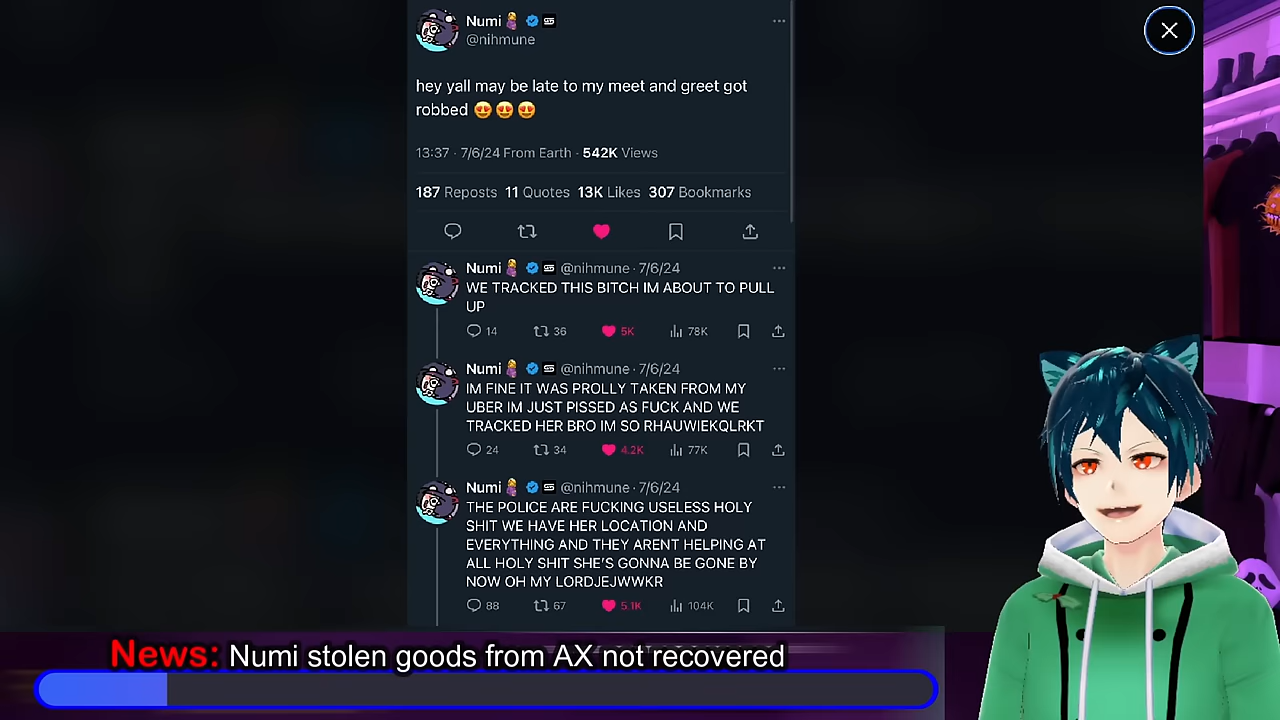 Numi
@nihmune
hey yall may be late to my meet and greet got
robbed 😍😍😍
13:37 · 7/6/24 From Earth · 542K Views
187 Reposts 11 Quotes 13K Likes 307 Bookmarks
Numi @nihmune · 7/6/24
WE TRACKED THIS BITCH IM ABOUT TO PULL
UP
14 36 5K 78K
Numi @nihmune · 7/6/24
IM FINE IT WAS PROLLY TAKEN FROM MY
UBER IM JUST PISSED AS FUCK AND WE
TRACKED HER BRO IM SO RHAUWIEKQLRKT
24 34 4.2K 77K
Numi @nihmune · 7/6/24
THE POLICE ARE FUCKING USELESS HOLY
SHIT WE HAVE HER LOCATION AND
EVERYTHING AND THEY ARENT HELPING AT
ALL HOLY SHIT SHE'S GONNA BE GONE BY
NOW OH MY LORDJEJWWKR
88 67 5.1K 104K
News: Numi stolen goods from AX not recovered